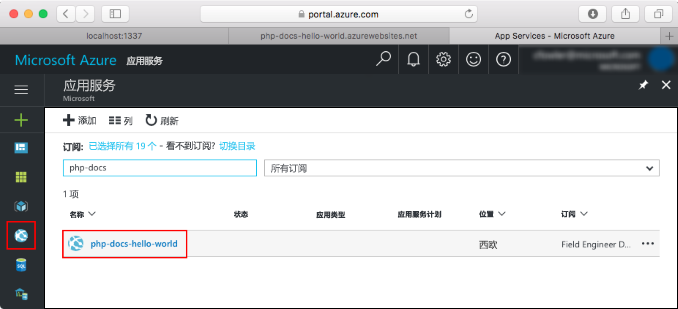 portal.azure.com
localhost:1337
php-docs-hello-world.azurewebsites.net
App Services - Microsoft Azure
Microsoft Azure 应用服务
应用服务
Microsoft
添加 列 刷新
订阅: 已选择所有 19 个 - 看不到订阅? 切换目录
php-docs
所有订阅
1 项
名称 状态 应用类型 应用服务计划 位置 订阅
php-docs-hello-world 西欧 Field Engineer D...